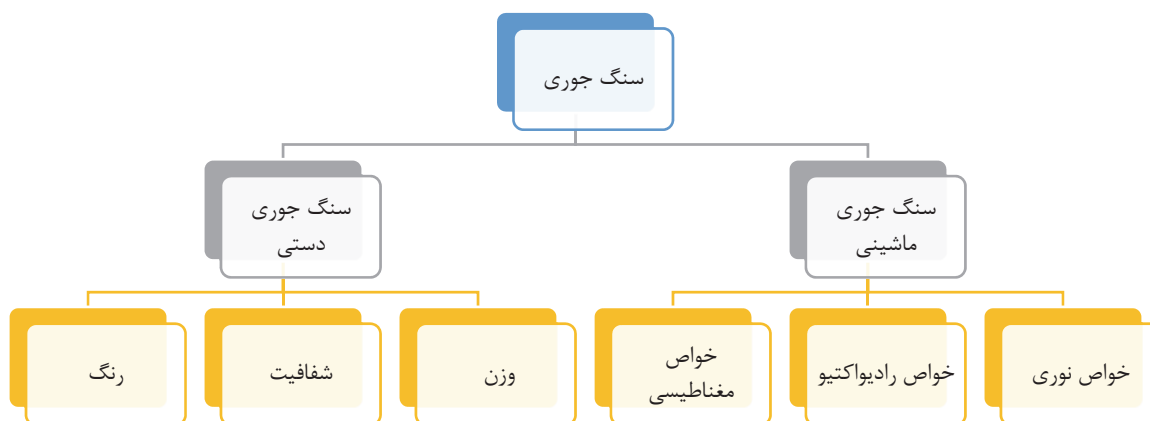 سنگ جوری
سنگ جوری
ماشینی
سنگ جوری
دستی
خواص نوری
خواص رادیواکتیو
خواص
مغناطیسی
وزن
شفافیت
رنگ